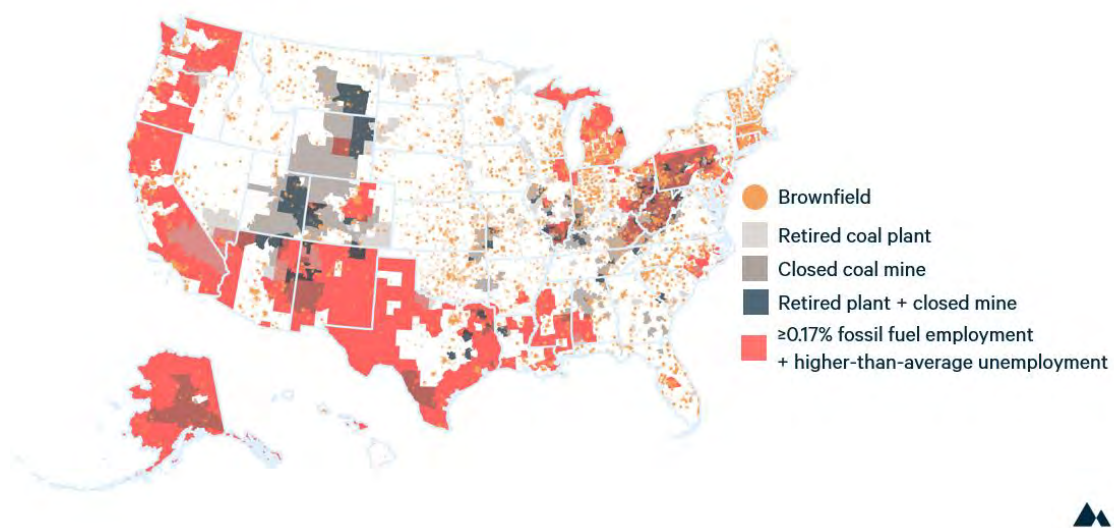 Brownfield
Retired coal plant
Closed coal mine
Retired plant + closed mine
≥0.17% fossil fuel employment
+ higher-than-average unemployment